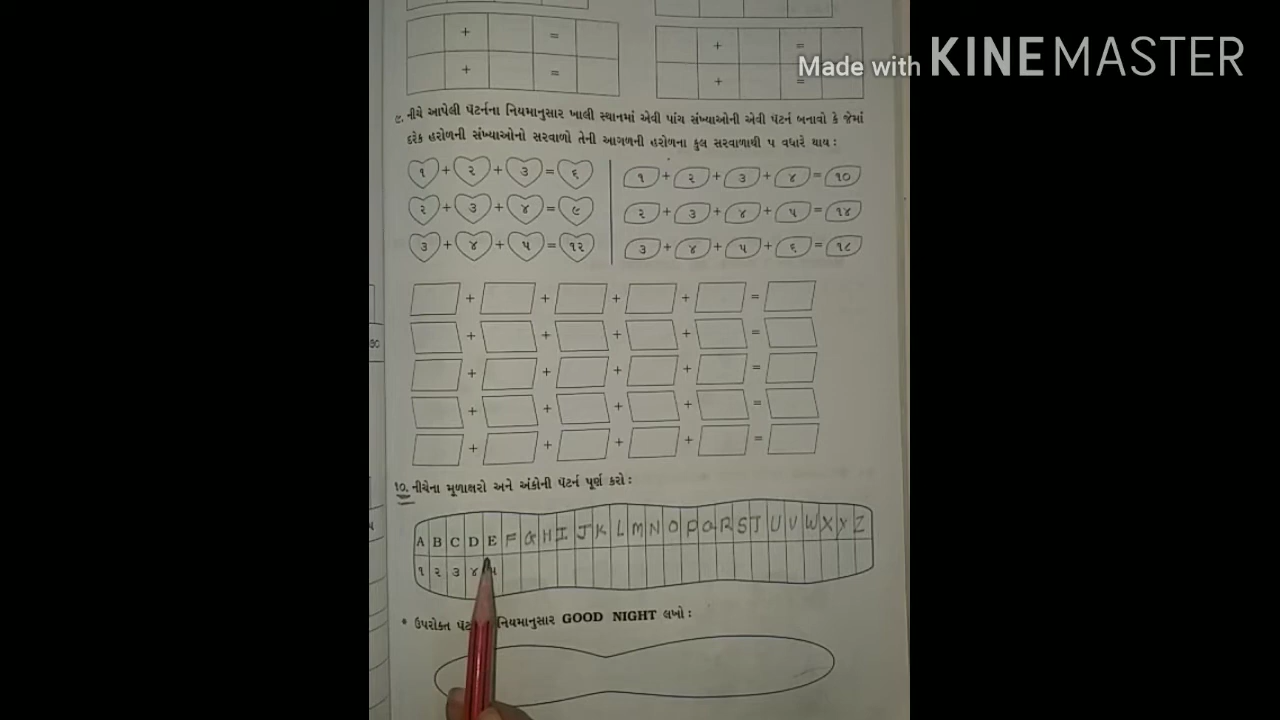 Made with KINEMASTER
+ =
+ =
+ =
+ =
૯. નીચે આપેલી પૅટર્નના નિયમાનુસાર ખાલી સ્થાનમાં એવી પાંચ સંખ્યાઓની એવી પૅટર્ન બનાવો કે જેમાં
દરેક હરોળની સંખ્યાઓનો સરવાળો તેની આગળની હરોળના કુલ સરવાળાથી ૫ વધારે થાય :
૧ + ૨ + ૩ = ૬
૨ + ૩ + ૪ = ૯
૩ + ૪ + ૫ = ૧૨
૧ + ૨ + ૩ + ૪ = ૧૦
૨ + ૩ + ૪ + ૫ = ૧૪
૩ + ૪ + ૫ + ૬ = ૧૮
+ + + + =
+ + + + =
+ + + + =
+ + + + =
+ + + + =
૧૦. નીચેના મૂળાક્ષરો અને અંકોની પૅટર્ન પૂર્ણ કરો :
A B C D E F G H I J K L M N O P Q R S T U V W X Y Z
૧ ૨ ૩ ૪ ૫
• ઉપરોક્ત નિયમાનુસાર GOOD NIGHT લખો :